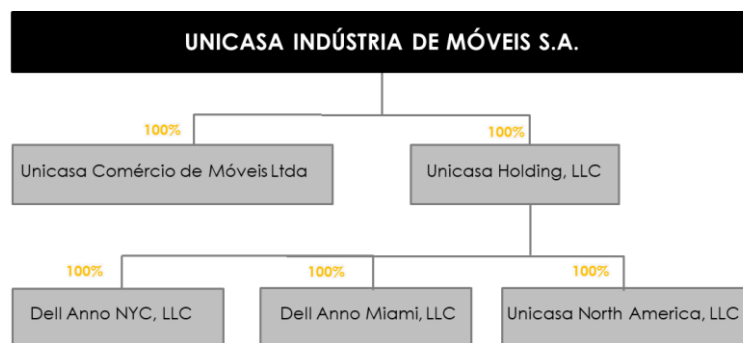 UNICASA INDÚSTRIA DE MÓVEIS S.A.
100%
100%
Unicasa Comércio de Móveis Ltda
Unicasa Holding, LLC
100%
100%
100%
Dell Anno NYC, LLC
Dell Anno Miami, LLC
Unicasa North America, LLC